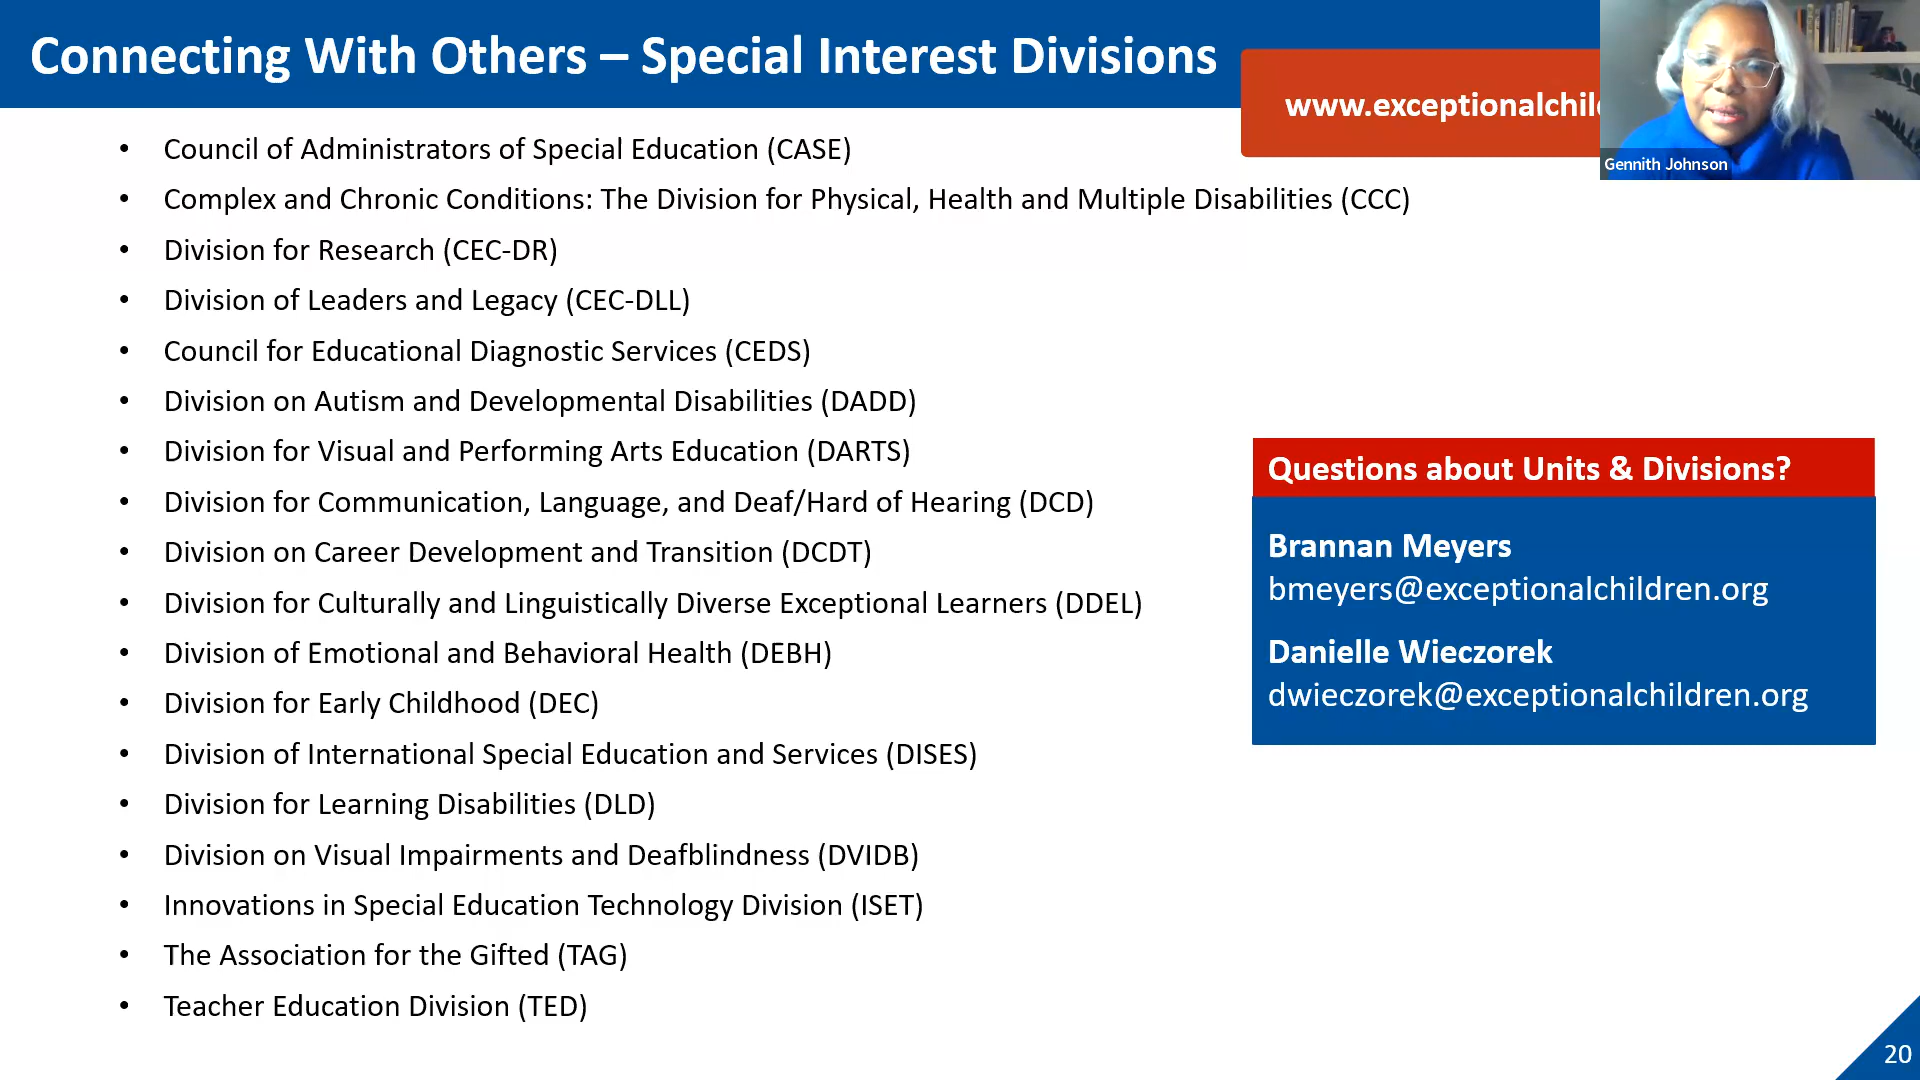 Connecting With Others – Special Interest Divisions
www.exceptionalchil
Gennith Johnson
• Council of Administrators of Special Education (CASE)
• Complex and Chronic Conditions: The Division for Physical, Health and Multiple Disabilities (CCC)
• Division for Research (CEC-DR)
• Division of Leaders and Legacy (CEC-DLL)
• Council for Educational Diagnostic Services (CEDS)
• Division on Autism and Developmental Disabilities (DADD)
• Division for Visual and Performing Arts Education (DARTS)
• Division for Communication, Language, and Deaf/Hard of Hearing (DCD)
• Division on Career Development and Transition (DCDT)
• Division for Culturally and Linguistically Diverse Exceptional Learners (DDEL)
• Division of Emotional and Behavioral Health (DEBH)
• Division for Early Childhood (DEC)
• Division of International Special Education and Services (DISES)
• Division for Learning Disabilities (DLD)
• Division on Visual Impairments and Deafblindness (DVIDB)
• Innovations in Special Education Technology Division (ISET)
• The Association for the Gifted (TAG)
• Teacher Education Division (TED)
Questions about Units & Divisions?
Brannan Meyers
bmeyers@exceptionalchildren.org
Danielle Wieczorek
dwieczorek@exceptionalchildren.org
20